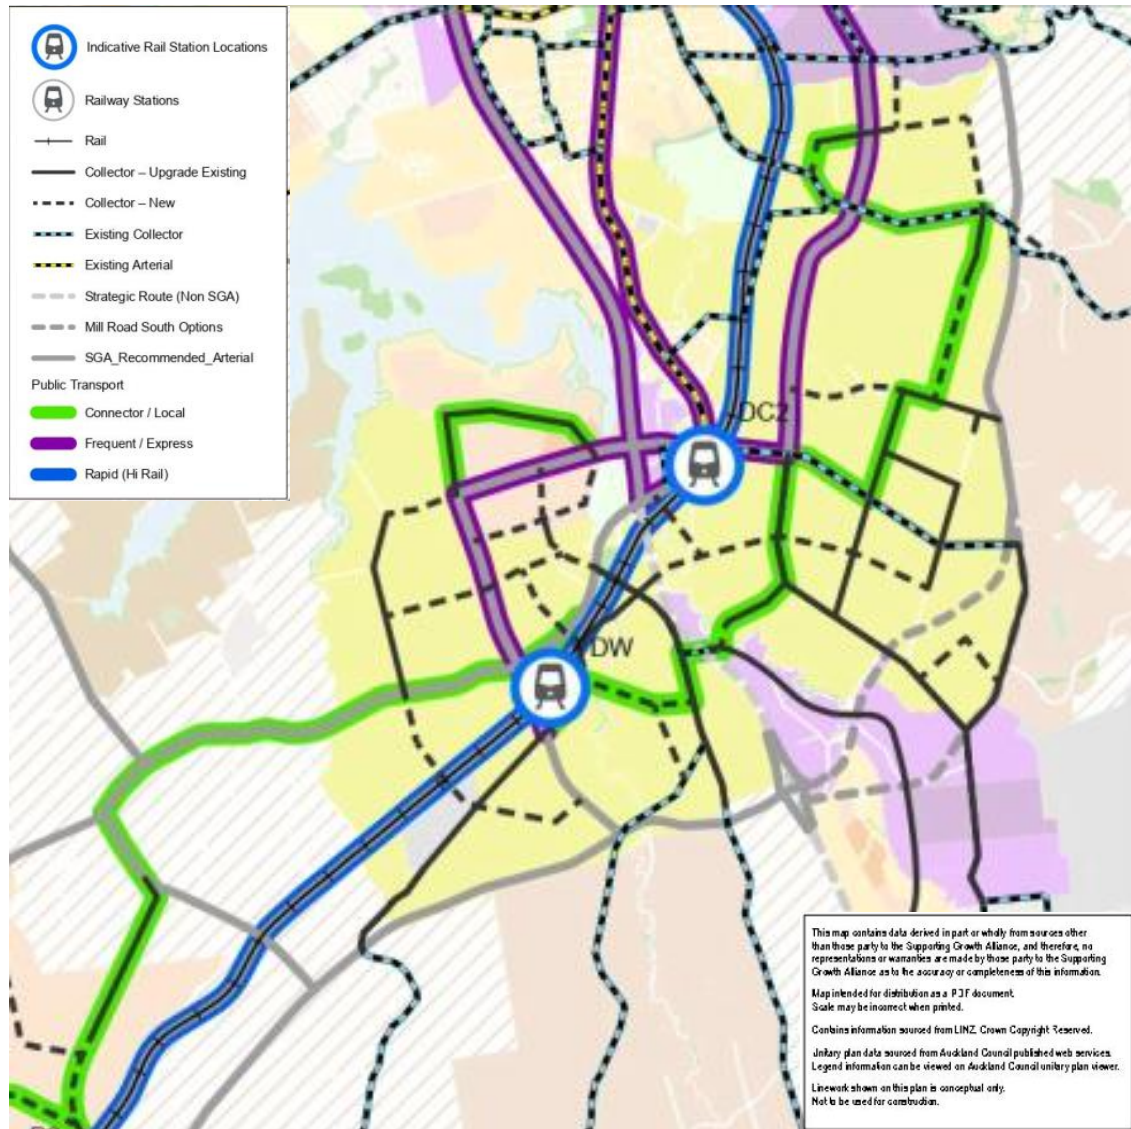 Indicative Rail Station Locations
Railway Stations
Rail
Collector – Upgrade Existing
Collector – New
Existing Collector
Existing Arterial
Strategic Route (Non SGA)
Mill Road South Options
SGA_Recommended_Arterial
Public Transport
Connector / Local
Frequent / Express
Rapid (Hi Rail)
DC2
DW
This map contains data derived in part or wholly from sources other
than those party to the Supporting Growth Alliance, and therefore, no
representations or warranties are made by those party to the Supporting
Growth Alliance as to the accuracy or completeness of this information.
Map intended for distribution as a PDF document.
Scale may be incorrect when printed.
Contains information sourced from LINZ. Crown Copyright Reserved.
Unitary plan data sourced from Auckland Council published web services.
Legend information can be viewed on Auckland Council unitary plan viewer.
Linework shown on this plan is conceptual only.
Not to be used for construction.